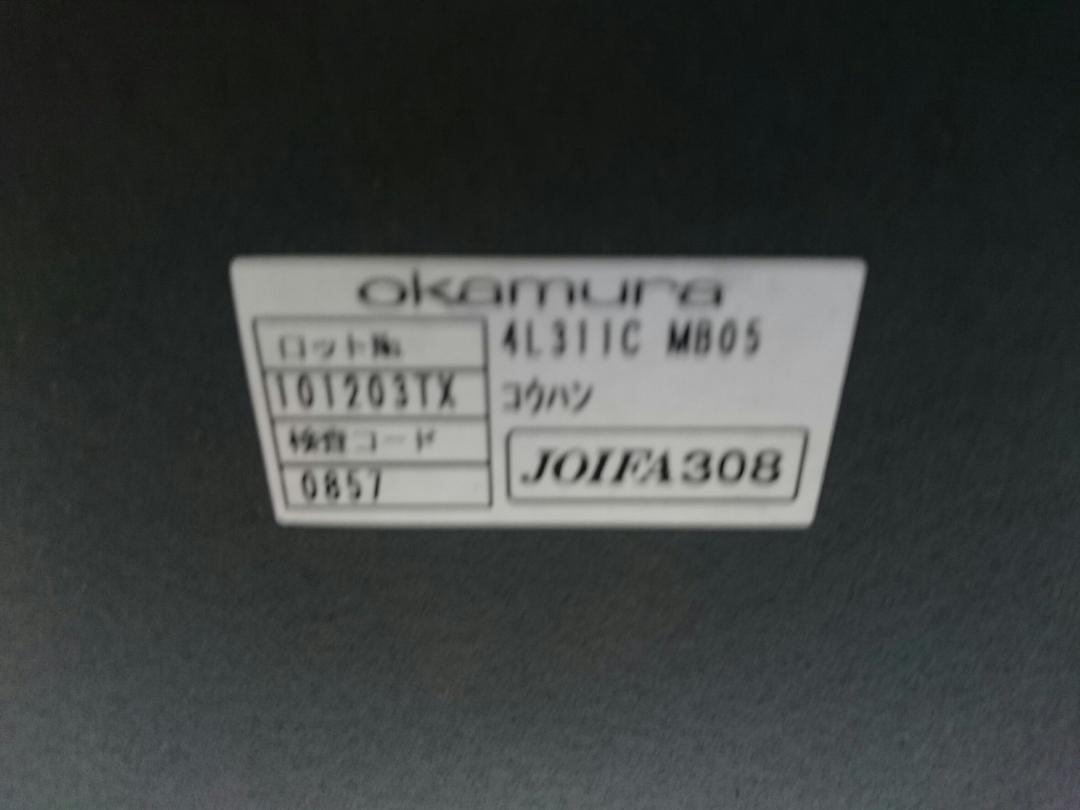 okamura
ロット№
101203TX
検査コード
0857
4L311C MB05
コウハン
JOIFA308